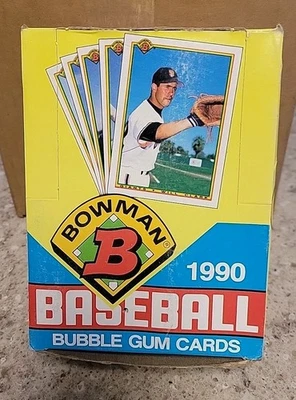 BOWMAN®
B
1990
BASEBALL
BUBBLE GUM CARDS